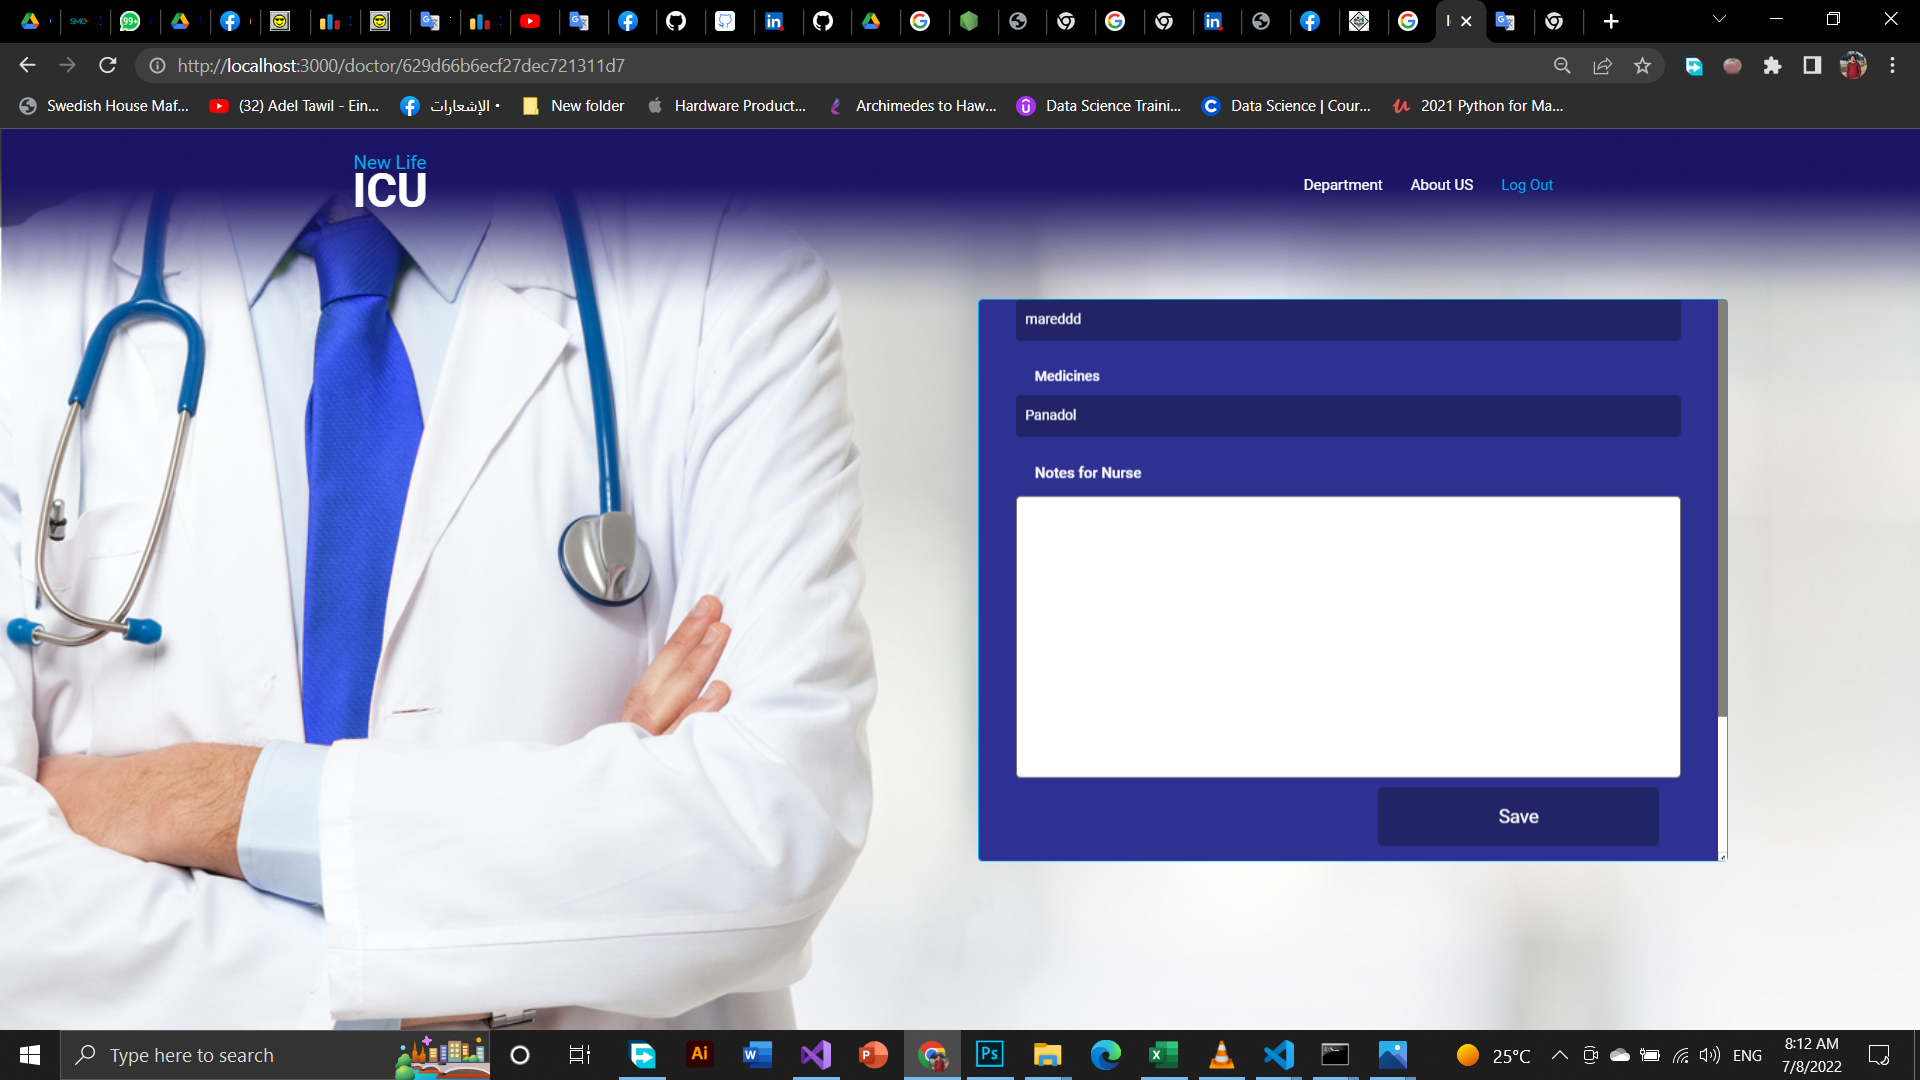 99+
http://localhost:3000/doctor/629d66b6ecf27dec721311d7
Swedish House Maf...
(32) Adel Tawil - Ein...
الإشعارات •
New folder
Hardware Product...
Archimedes to Haw...
Data Science Traini...
Data Science | Cour...
2021 Python for Ma...
New Life
ICU
Department
About US
Log Out
mareddd
Medicines
Panadol
Notes for Nurse
Save
Type here to search
Ai
Ps
25°C
ENG
8:12 AM
7/8/2022